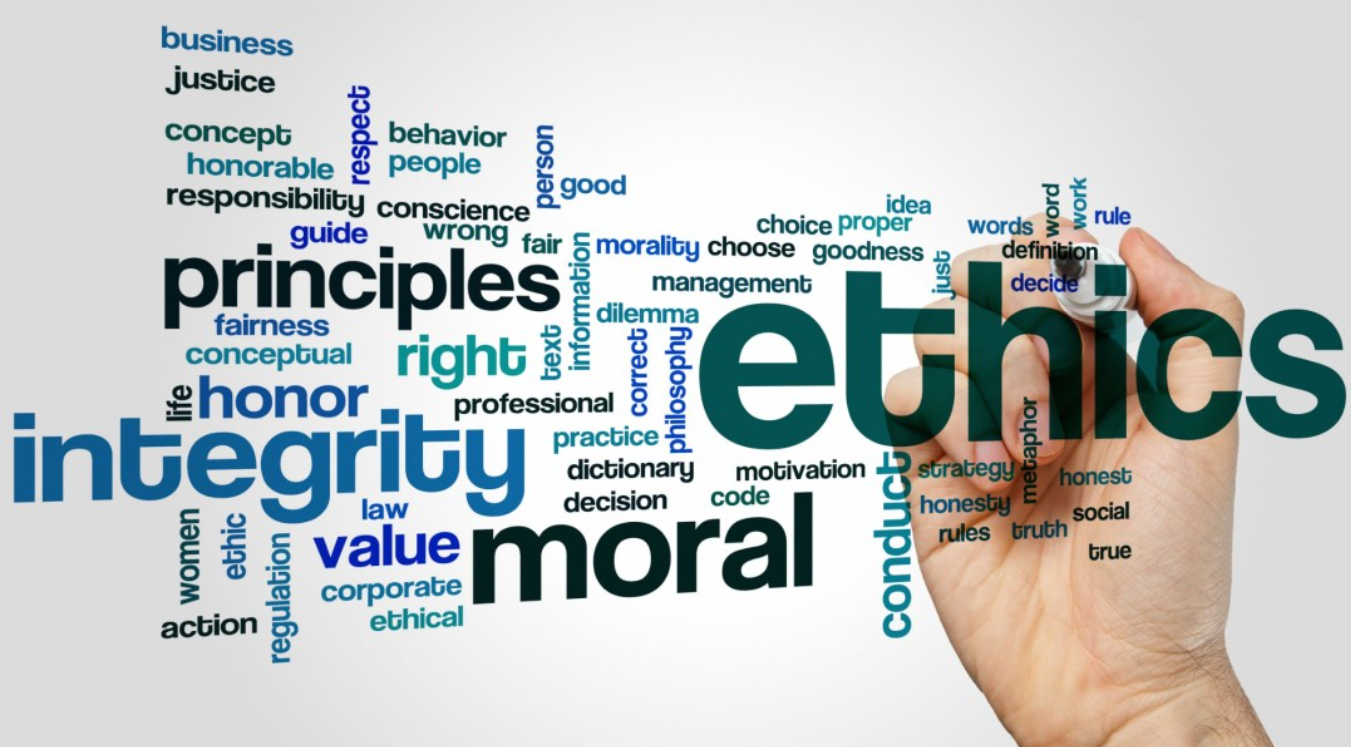 business
justice
concept
respect
behavior
honorable
people
person
responsibility
conscience
good
guide
wrong
fair
principles
information
morality
choice
proper
idea
choose
goodness
management
just
words
word
work
rule
definition
decide
ethics
fairness
conceptual
right
text
dilemma
correct
philosophy
life
honor
professional
integrity
practice
dictionary
motivation
decision
code
conduct
strategy
metaphor
honest
honesty
social
rules
truth
true
law
value
moral
women
ethic
regulation
corporate
ethical
action